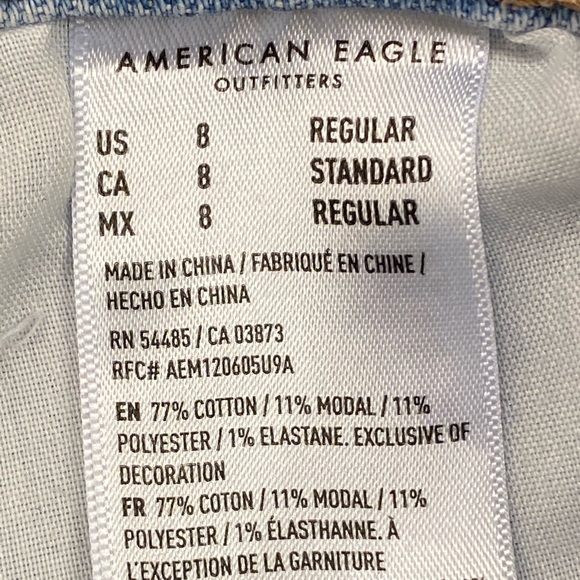 AMERICAN EAGLE
OUTFITTERS
US 8 REGULAR
CA 8 STANDARD
MX 8 REGULAR
MADE IN CHINA / FABRIQUÉ EN CHINE /
HECHO EN CHINA
RN 54485 / CA 03873
RFC# AEM120605U9A
EN 77% COTTON / 11% MODAL / 11%
POLYESTER / 1% ELASTANE. EXCLUSIVE OF
DECORATION
FR 77% COTON / 11% MODAL / 11%
POLYESTER / 1% ÉLASTHANNE. À
L'EXCEPTION DE LA GARNITURE